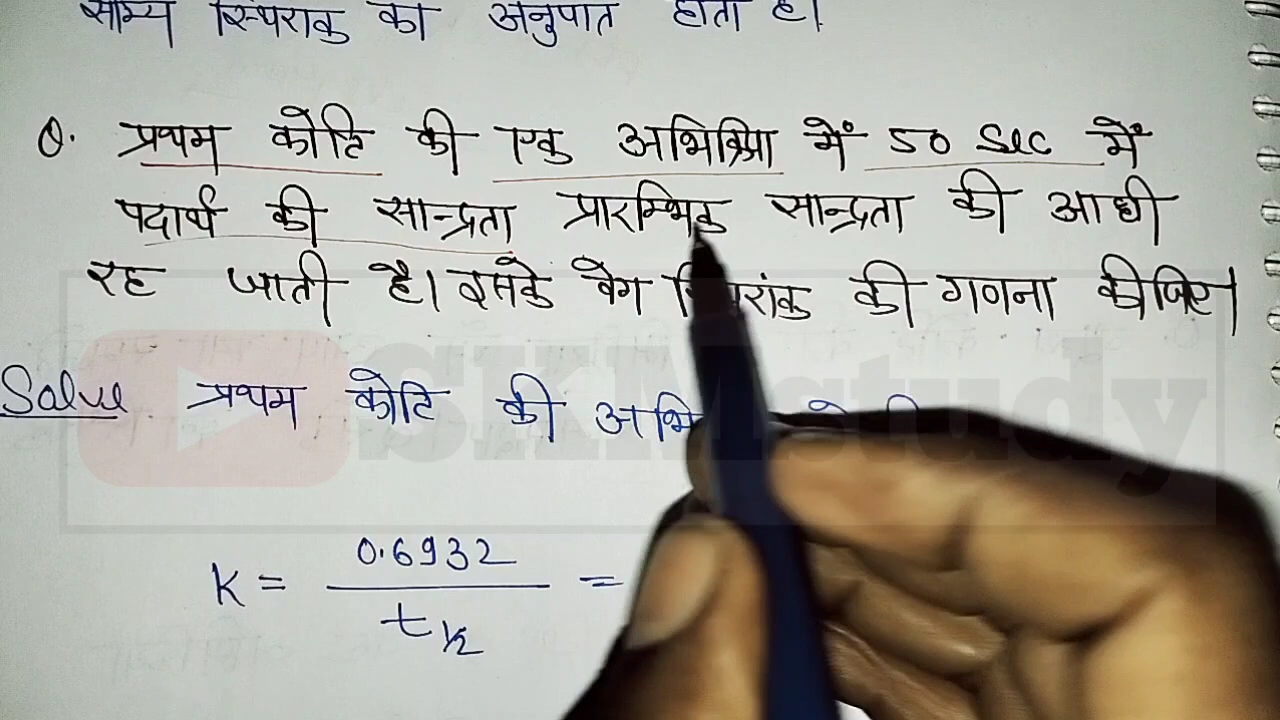 साम्य स्थिरांक का अनुपात होता है।
Q. प्रथम कोटि की एक अभिक्रिया में 50 Sec में
पदार्थ की सान्द्रता प्रारम्भिक सान्द्रता की आधी
रह जाती है। इसके वेग स्थिरांक की गणना कीजिए।
SKMstudy
Solve प्रथम कोटि की
K = 0.6932 / t½ =